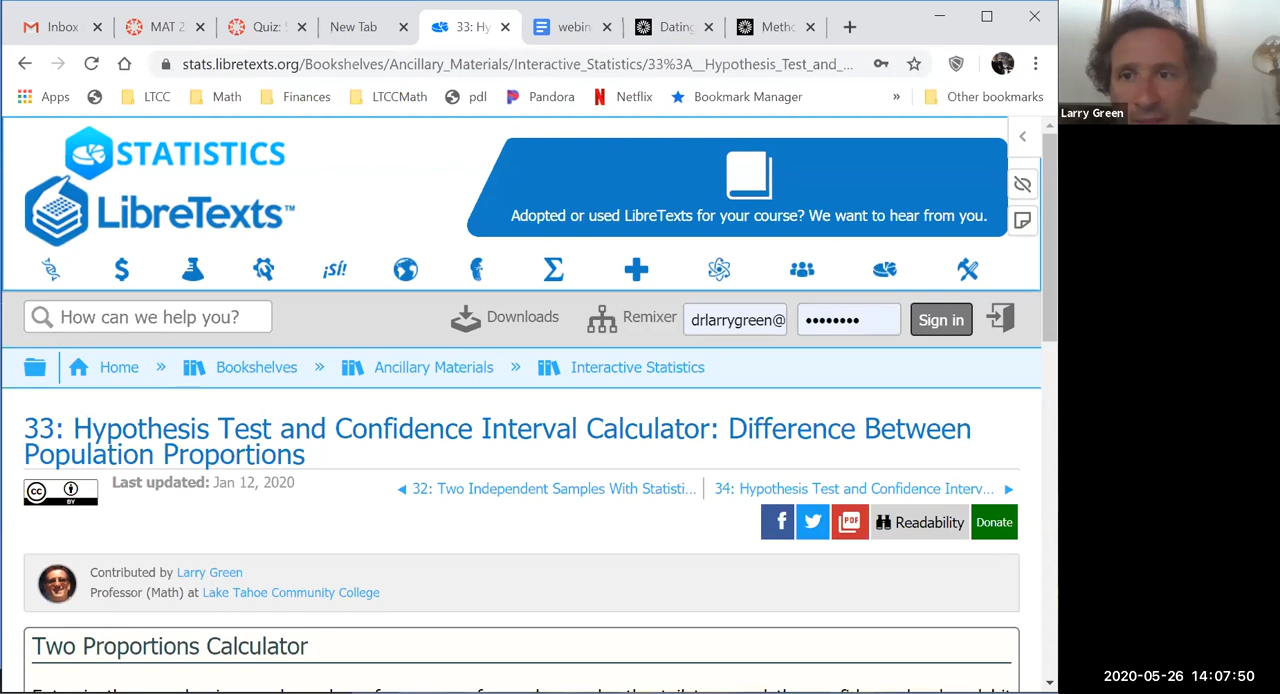 Inbox
MAT 2
Quiz:
New Tab
33: Hy
webin
Dating
Metho
stats.libretexts.org/Bookshelves/Ancillary_Materials/Interactive_Statistics/33%3A__Hypothesis_Test_and_...
Apps
LTCC
Math
Finances
LTCCMath
pdl
Pandora
Netflix
Bookmark Manager
»
Other bookmarks
Larry Green
STATISTICS
LibreTexts™
Adopted or used LibreTexts for your course? We want to hear from you.
$
¡SÍ!
Σ
How can we help you?
Downloads
Remixer
drlarrygreen@
••••••••
Sign in
Home » Bookshelves » Ancillary Materials » Interactive Statistics
33: Hypothesis Test and Confidence Interval Calculator: Difference Between
Population Proportions
CC BY
Last updated: Jan 12, 2020
◀ 32: Two Independent Samples With Statisti...
34: Hypothesis Test and Confidence Interv... ▶
f
PDF
Readability
Donate
Contributed by Larry Green
Professor (Math) at Lake Tahoe Community College
Two Proportions Calculator
2020-05-26 14:07:50